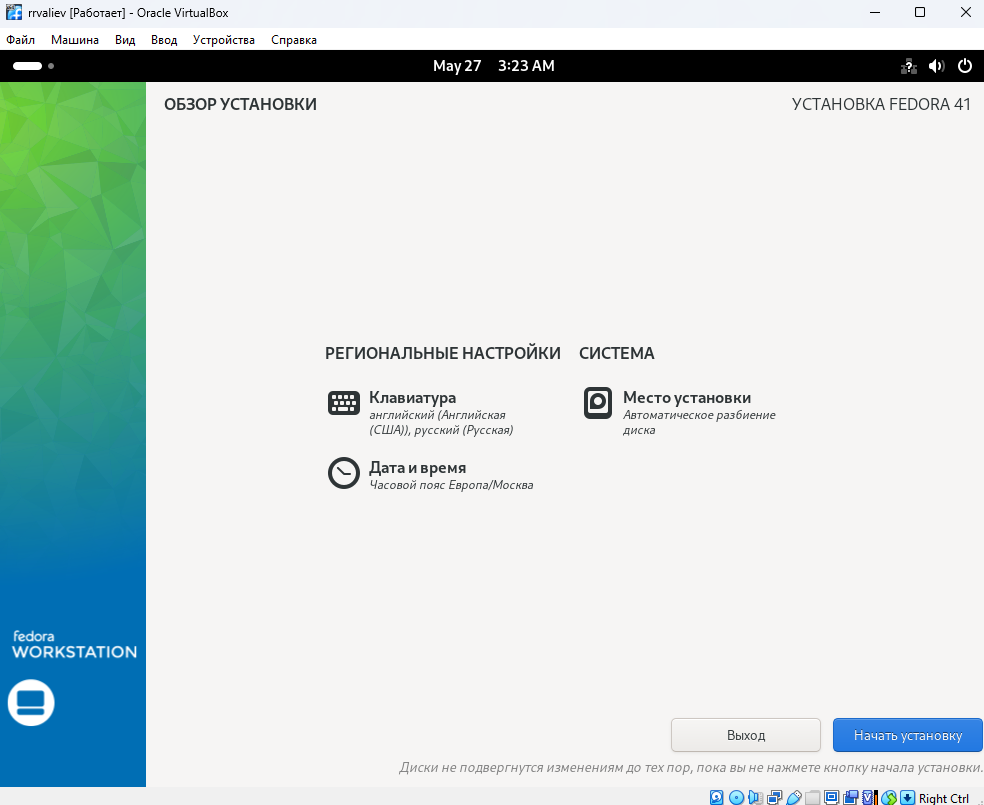 rrvaliev [Работает] - Oracle VirtualBox
Файл Машина Вид Ввод Устройства Справка
May 27 3:23 AM
ОБЗОР УСТАНОВКИ
УСТАНОВКА FEDORA 41
РЕГИОНАЛЬНЫЕ НАСТРОЙКИ
Клавиатура
английский (Английская
(США)), русский (Русская)
Дата и время
Часовой пояс Европа/Москва
СИСТЕМА
Место установки
Автоматическое разбиение
диска
fedora
WORKSTATION
Выход
Начать установку
Диски не подвергнутся изменениям до тех пор, пока вы не нажмете кнопку начала установки.
Right Ctrl